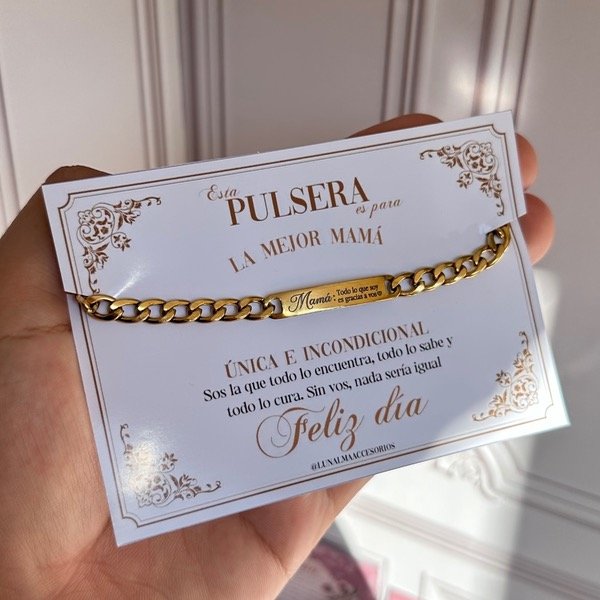 Esta
PULSERA
es para
LA MEJOR MAMÁ
Mamá: Todo lo que soy
es gracias a vos
ÚNICA E INCONDICIONAL
Sos la que todo lo encuentra, todo lo sabe y
todo lo cura. Sin vos, nada sería igual
Feliz día
@LUNALMAACCESORIOS